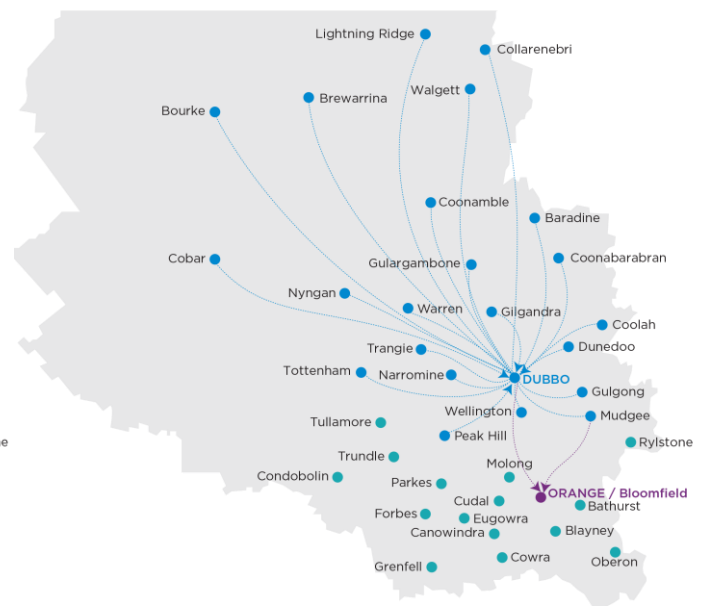 Lightning Ridge
Collarenebri
Walgett
Brewarrina
Bourke
Coonamble
Baradine
Cobar
Gulargambone
Coonabarabran
Nyngan
Warren
Gilgandra
Coolah
Trangie
Dunedoo
Tottenham
Narromine
DUBBO
Gulgong
Wellington
Mudgee
Tullamore
Peak Hill
Rylstone
Trundle
Molong
Condobolin
Parkes
ORANGE / Bloomfield
Cudal
Bathurst
Forbes
Eugowra
Canowindra
Blayney
Cowra
Oberon
Grenfell